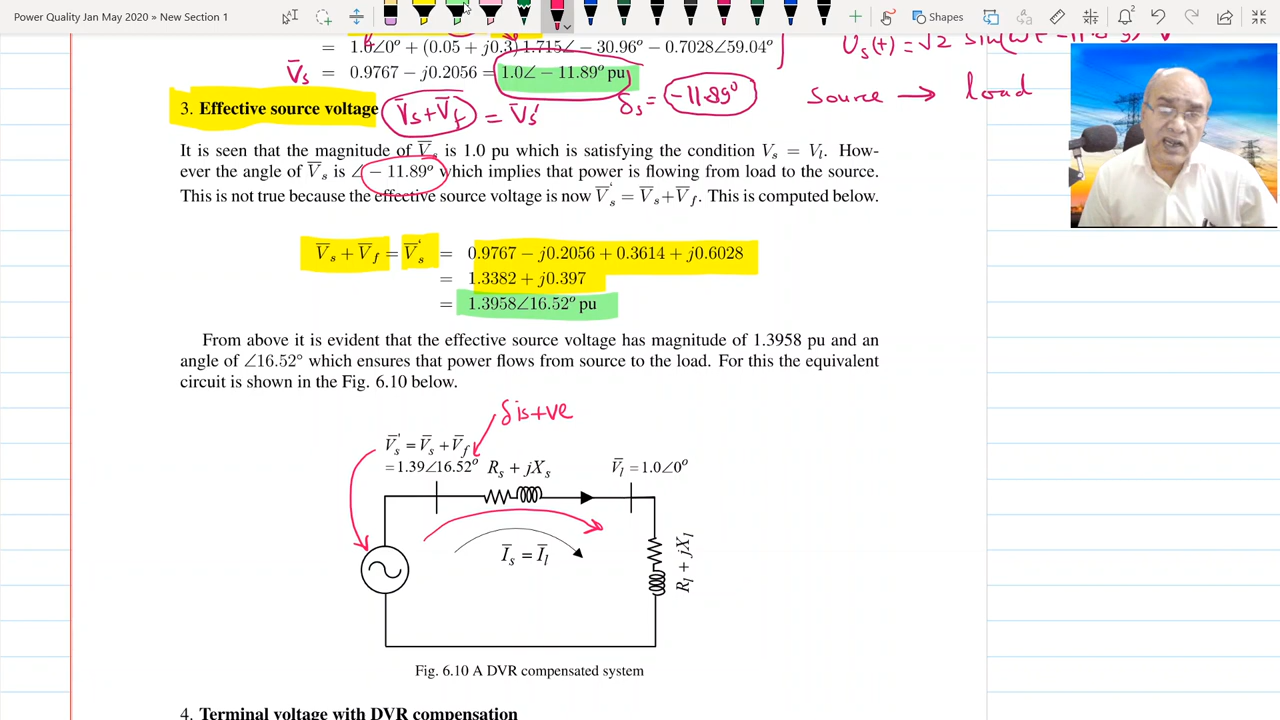 Power Quality Jan May 2020 » New Section 1
Shapes
= 1.0∠0° + (0.05 + j0.3) 1.715∠ − 30.96° − 0.7028∠59.04°
V̅s = 0.9767 − j0.2056 = 1.0∠ − 11.89° pu
δs = −11.89°
source → load
3. Effective source voltage V̅s + V̅f = V̅s'
It is seen that the magnitude of V̅s is 1.0 pu which is satisfying the condition Vs = Vl. How-
ever the angle of V̅s is ∠ − 11.89° which implies that power is flowing from load to the source.
This is not true because the effective source voltage is now V̅s' = V̅s + V̅f. This is computed below.
V̅s + V̅f = V̅s' = 0.9767 − j0.2056 + 0.3614 + j0.6028
= 1.3382 + j0.397
= 1.3958∠16.52° pu
From above it is evident that the effective source voltage has magnitude of 1.3958 pu and an
angle of ∠16.52° which ensures that power flows from source to the load. For this the equivalent
circuit is shown in the Fig. 6.10 below.
δ is +ve
V̅s' = V̅s + V̅f
= 1.39∠16.52° Rs + jXs V̅l = 1.0∠0°
I̅s = I̅l
Rl + jXl
Fig. 6.10 A DVR compensated system
4. Terminal voltage with DVR compensation